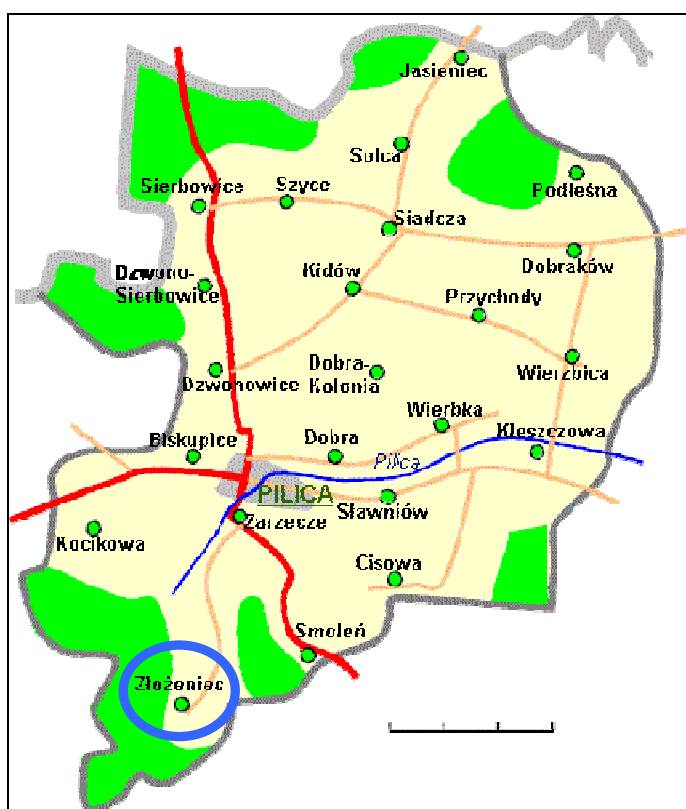 Jasieniec
Sulca
Podleśna
Sierbowice
Szyce
Siadcza
Dobraków
Dzwono-
Sierbowice
Kidów
Przychody
Dzwonowice
Dobra-
Kolonia
Wierzbica
Wierbka
Biskupice
Dobra
Kleszczowa
Pilica
PILICA
Sławniów
Zarzecze
Kocikowa
Cisowa
Smoleń
Złożeniec